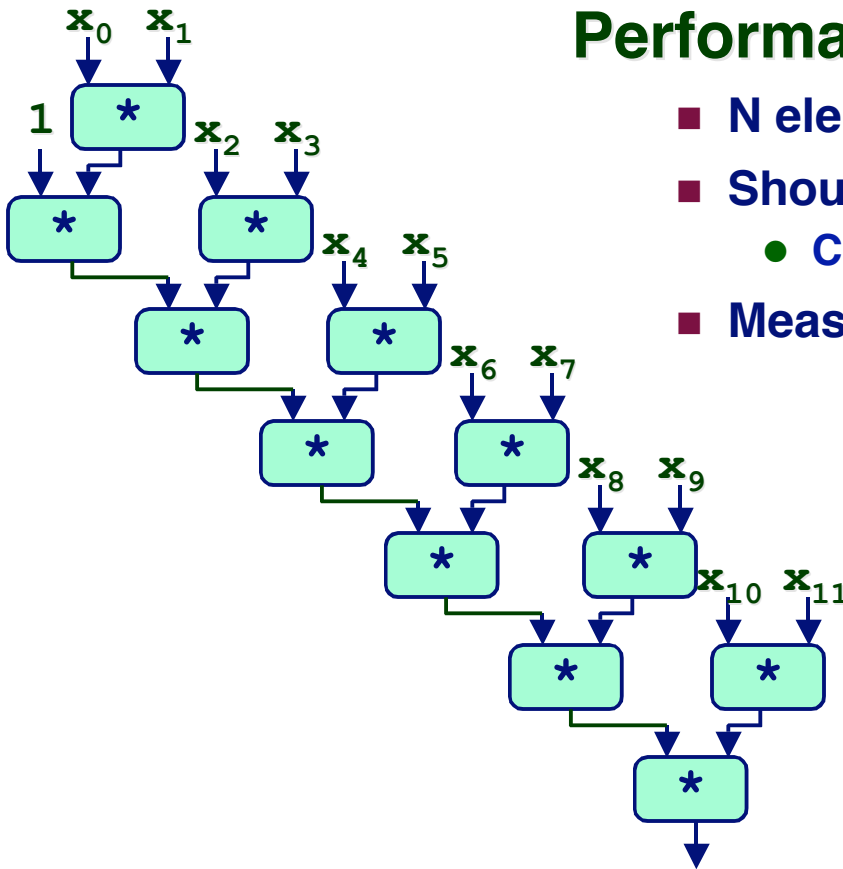 Performa
N ele
Shou
C
Meas
x0 x1
*
1 x2 x3
* *
x4 x5
* *
x6 x7
* *
x8 x9
* *
x10 x11
* *
*